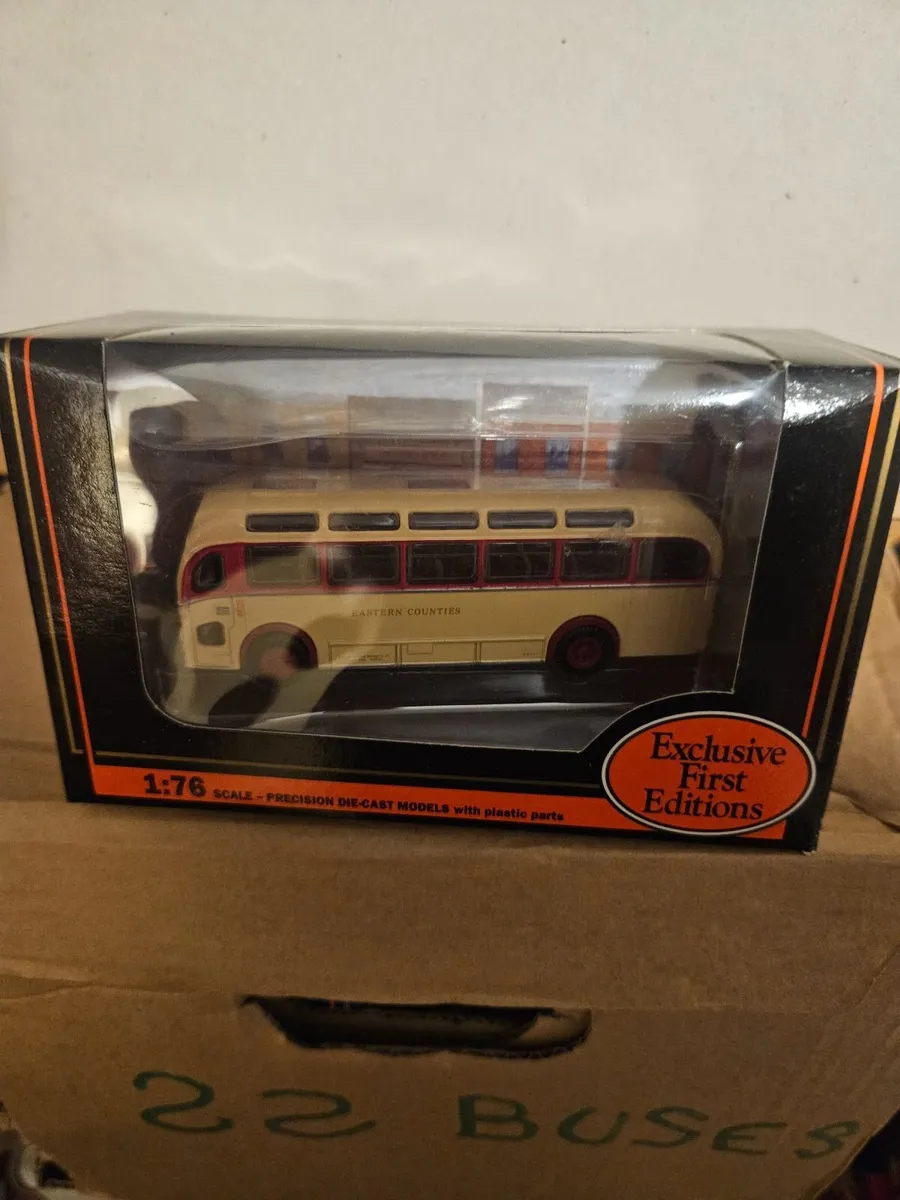 EASTERN COUNTIES
Exclusive
First
Editions
1:76 SCALE - PRECISION DIE-CAST MODELS with plastic parts
22 BUSES